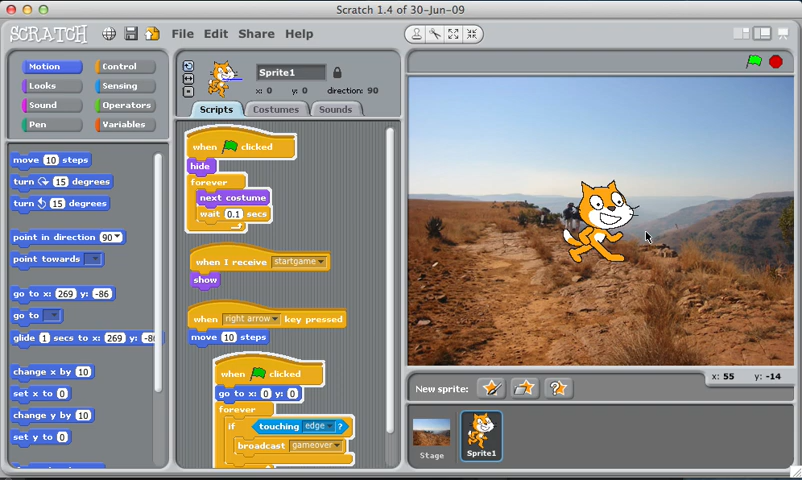 Scratch 1.4 of 30-Jun-09
SCRATCH File Edit Share Help
Motion Control
Looks Sensing
Sound Operators
Pen Variables
move 10 steps
turn 15 degrees
turn 15 degrees
point in direction 90
point towards
go to x: 269 y: -86
go to
glide 1 secs to x: 269 y: -86
change x by 10
set x to 0
change y by 10
set y to 0
Sprite1
x: 0 y: 0 direction: 90
Scripts Costumes Sounds
when clicked
hide
forever
next costume
wait 0.1 secs
when I receive startgame
show
when right arrow key pressed
move 10 steps
when clicked
go to x: 0 y: 0
forever
if touching edge ?
broadcast gameover
x: 55 y: -14
New sprite:
Stage
Sprite1